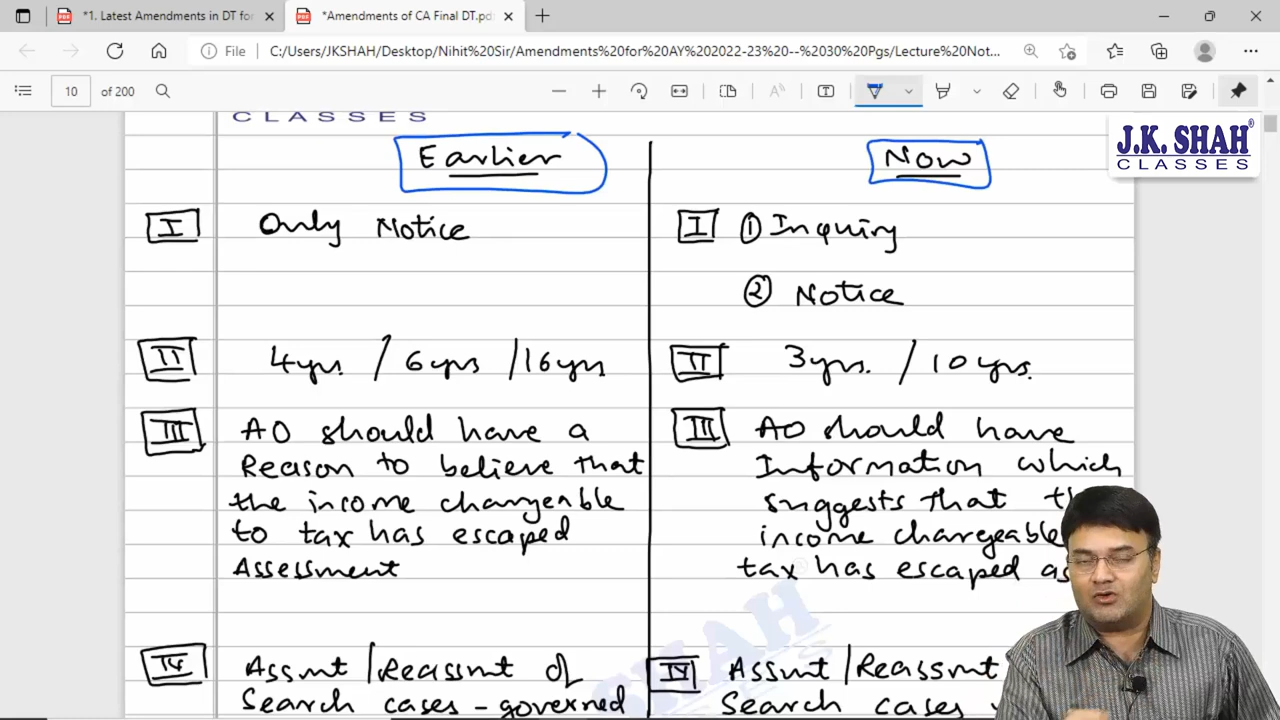 *1. Latest Amendments in DT for
*Amendments of CA Final DT.pd
File
C:/Users/JKSHAH/Desktop/Nihit%20Sir/Amendments%20for%20AY%202022-23%20--%2030%20Pgs/Lecture%20Not...
10 of 200
CLASSES
J.K. SHAH®
CLASSES
Earlier
Now
I Only Notice
I ① Inquiry
② Notice
II 4yrs. / 6yrs / 16yrs
II 3yrs. / 10yrs.
III AO should have a
Reason to believe that
the income chargeable
to tax has escaped
Assessment
III AO should have
Information which
suggests that
income chargeable
tax has escaped
IV Assmt/Reassmt of
Search cases - governed
IV Assmt/Reassmt
Search cases
SHAH